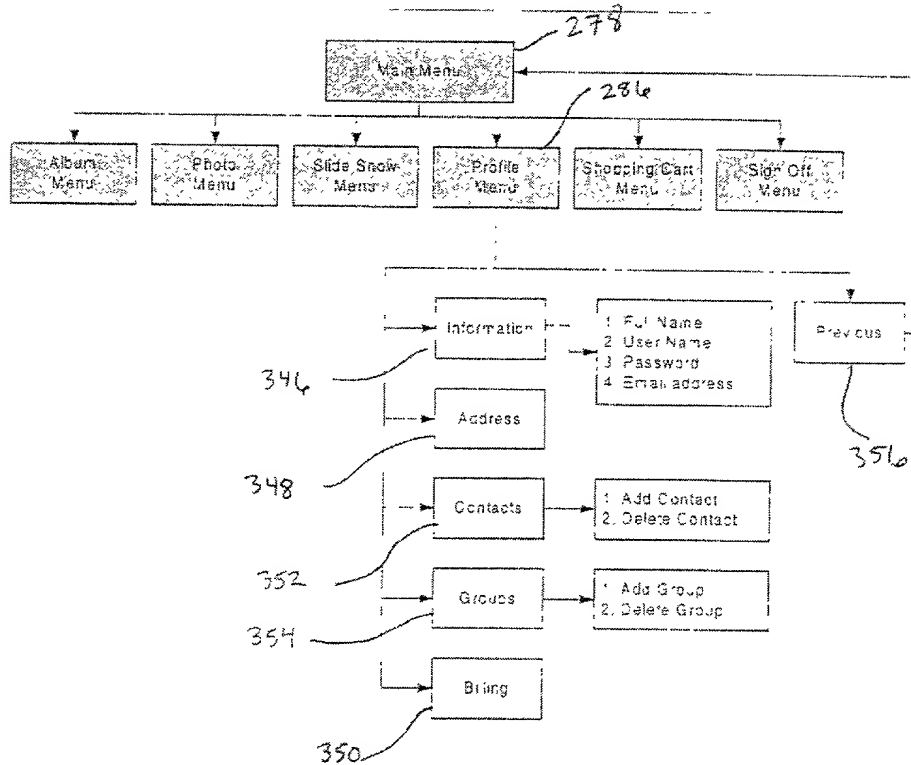 278
Main Menu
286
Album
Menu
Photo
Menu
Slide Show
Menu
Profile
Menu
Shopping Cart
Menu
Sign Off
Menu
Information
1 Full Name
2 User Name
3 Password
4 Email address
Previous
346
356
Address
348
Contacts
1 Add Contact
2. Delete Contact
352
Groups
1 Add Group
2. Delete Group
354
Billing
350